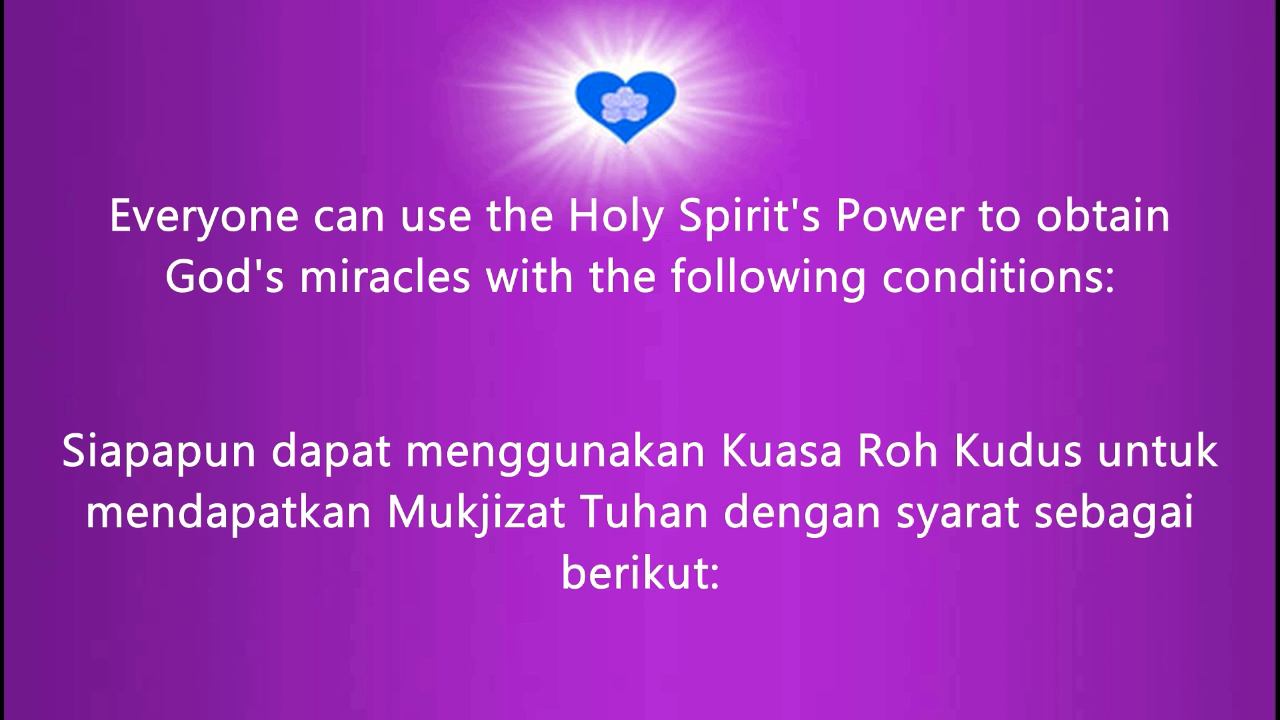 Everyone can use the Holy Spirit's Power to obtain
God's miracles with the following conditions:
Siapapun dapat menggunakan Kuasa Roh Kudus untuk
mendapatkan Mukjizat Tuhan dengan syarat sebagai
berikut: